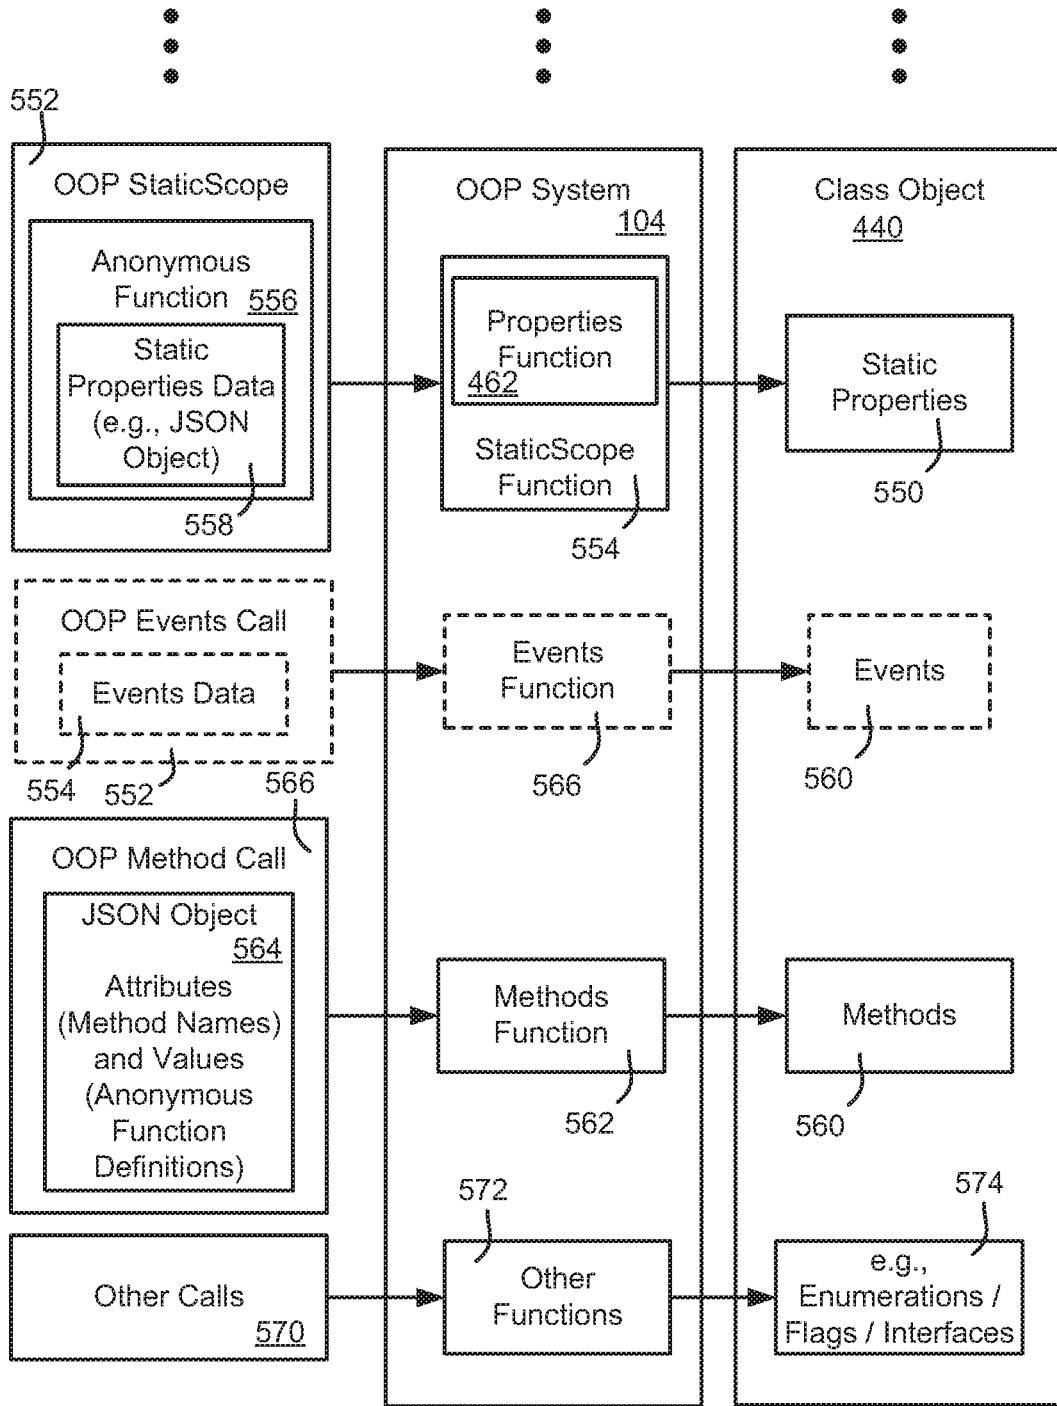 552
OOP StaticScope
Anonymous
Function
556
Static
Properties Data
(e.g., JSON
Object)
558
OOP System
104
Properties
Function
462
StaticScope
Function
554
Class Object
440
Static
Properties
550
OOP Events Call
Events Data
554
552
Events
Function
566
Events
560
566
OOP Method Call
JSON Object
564
Attributes
(Method Names)
and Values
(Anonymous
Function
Definitions)
Methods
Function
562
Methods
560
Other Calls
570
572
Other
Functions
574
e.g.,
Enumerations /
Flags / Interfaces